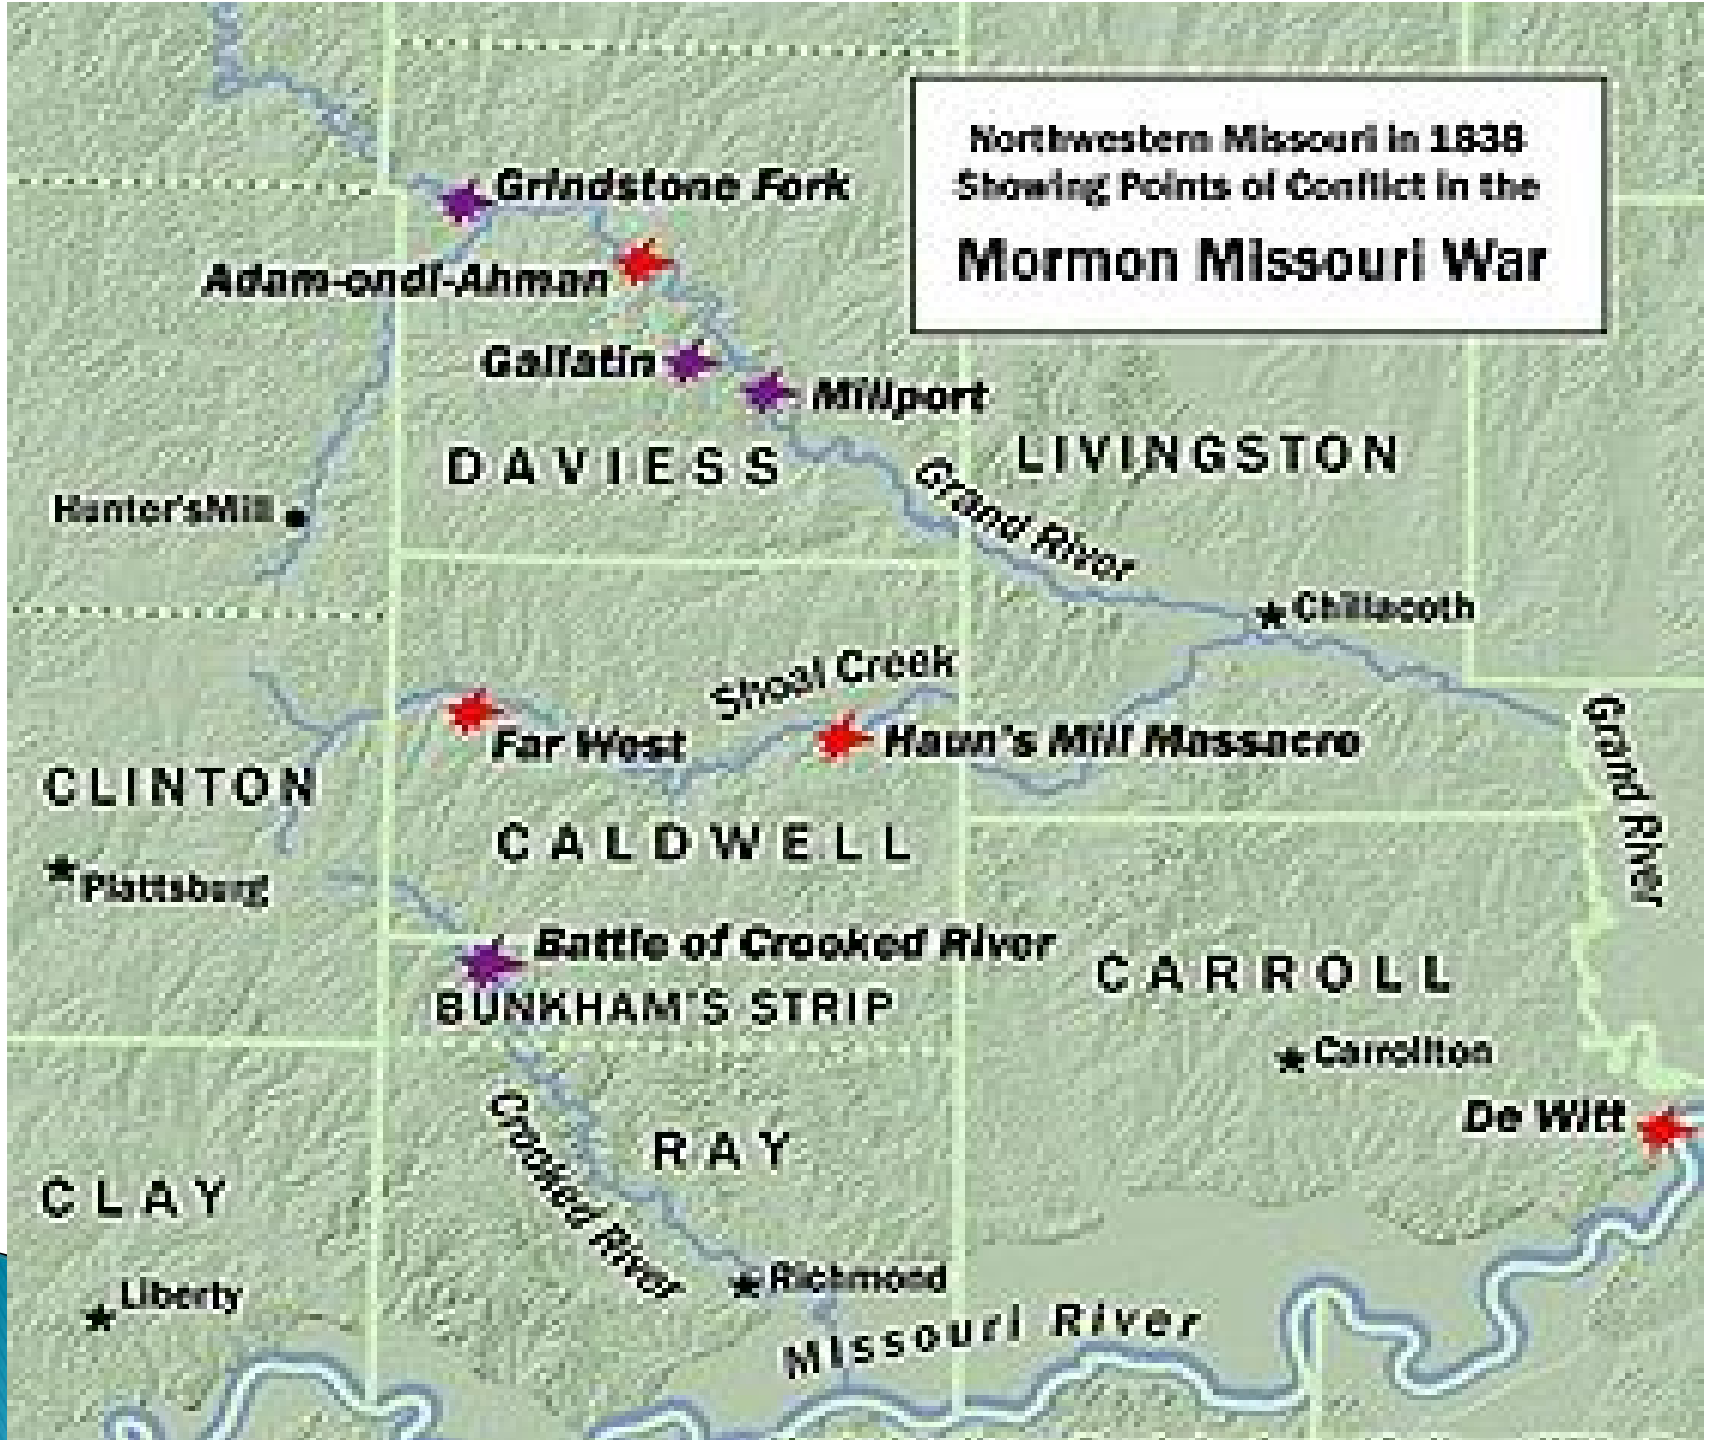 Northwestern Missouri in 1838
Showing Points of Conflict in the
Mormon Missouri War
Grindstone Fork
Adam-ondi-Ahman
Gallatin
Millport
DAVIESS
LIVINGSTON
Grand River
Hunter'sMill
Chillacoth
Shoal Creek
Far West
Haun's Mill Massacre
Grand River
CLINTON
CALDWELL
Plattsburg
Battle of Crooked River
BUNKHAM'S STRIP
CARROLL
Carrollton
De Witt
Crooked River
RAY
CLAY
Richmond
Liberty
Missouri River